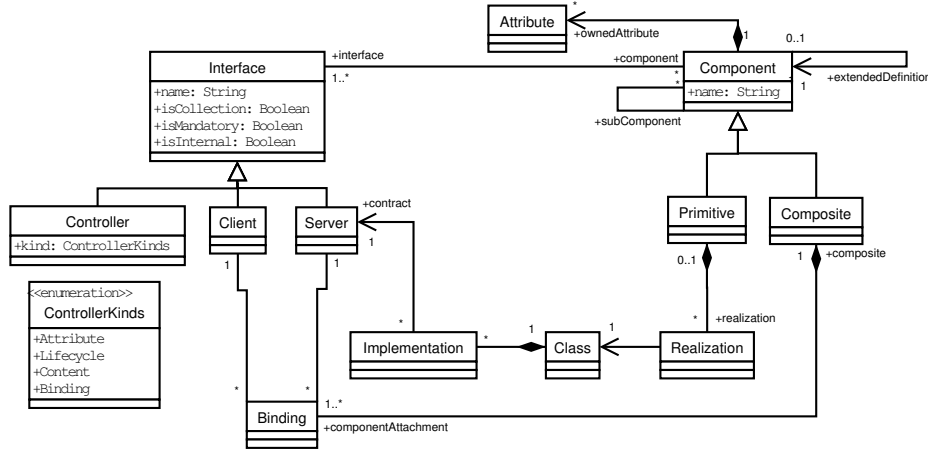 Attribute
*
+ownedAttribute
1
0..1
Interface
+name: String
+isCollection: Boolean
+isMandatory: Boolean
+isInternal: Boolean
+interface
1..*
+component
*
*
Component
+name: String
1
+extendedDefinition
+subComponent
Controller
+kind: ControllerKinds
Client
1
Server
1
+contract
1
Primitive
0..1
Composite
1
+composite
<<enumeration>>
ControllerKinds
+Attribute
+Lifecycle
+Content
+Binding
*
Implementation
*
1
Class
1
*
+realization
Realization
*
*
Binding
1..*
+componentAttachment